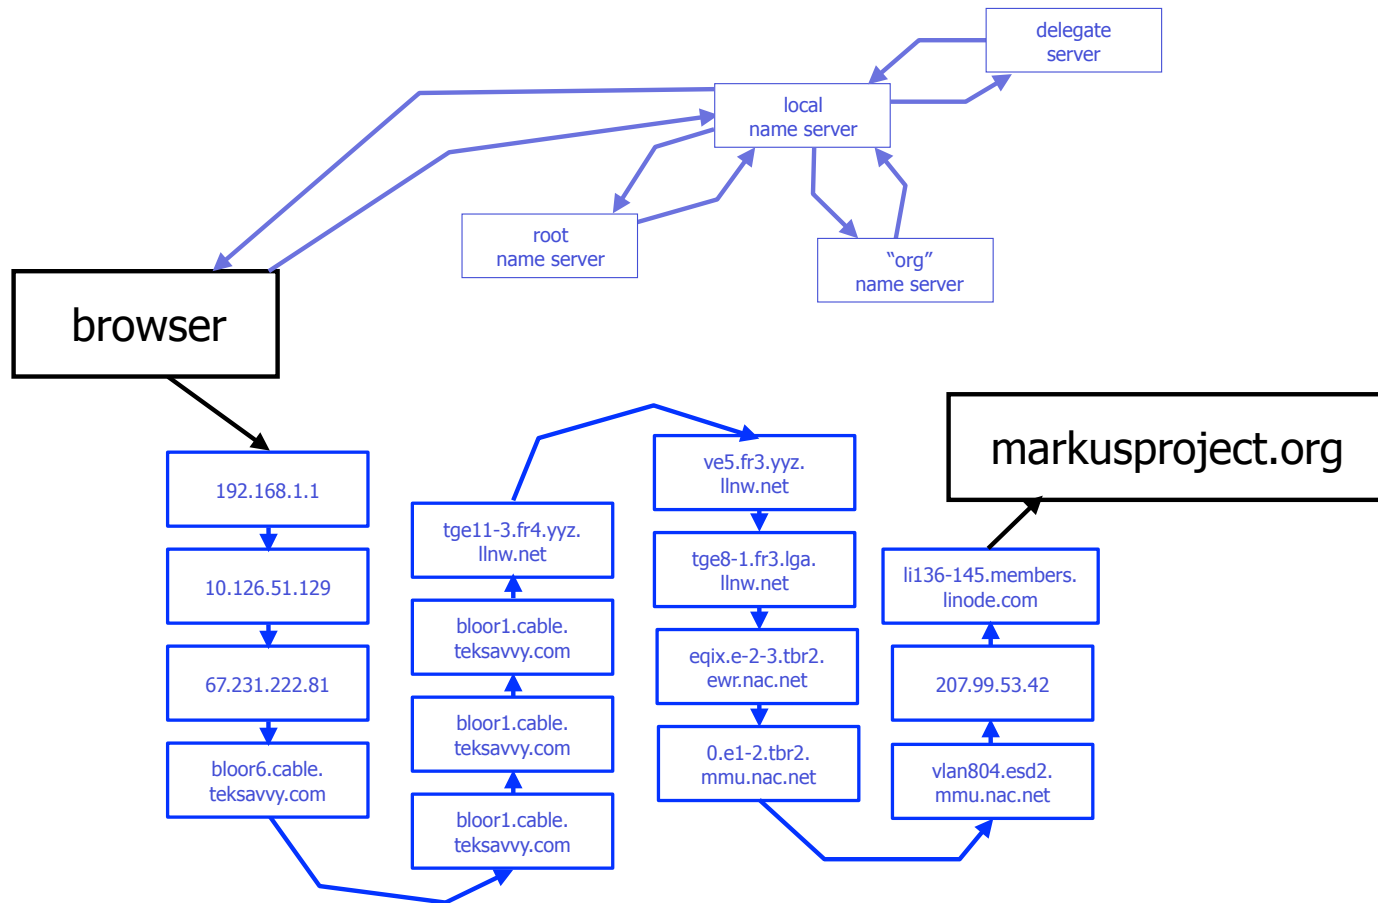 delegate
server
local
name server
root
name server
“org”
name server
browser
markusproject.org
192.168.1.1
10.126.51.129
67.231.222.81
bloor6.cable.
teksavvy.com
bloor1.cable.
teksavvy.com
bloor1.cable.
teksavvy.com
bloor1.cable.
teksavvy.com
tge11-3.fr4.yyz.
llnw.net
ve5.fr3.yyz.
llnw.net
tge8-1.fr3.lga.
llnw.net
eqix.e-2-3.tbr2.
ewr.nac.net
0.e1-2.tbr2.
mmu.nac.net
vlan804.esd2.
mmu.nac.net
207.99.53.42
li136-145.members.
linode.com